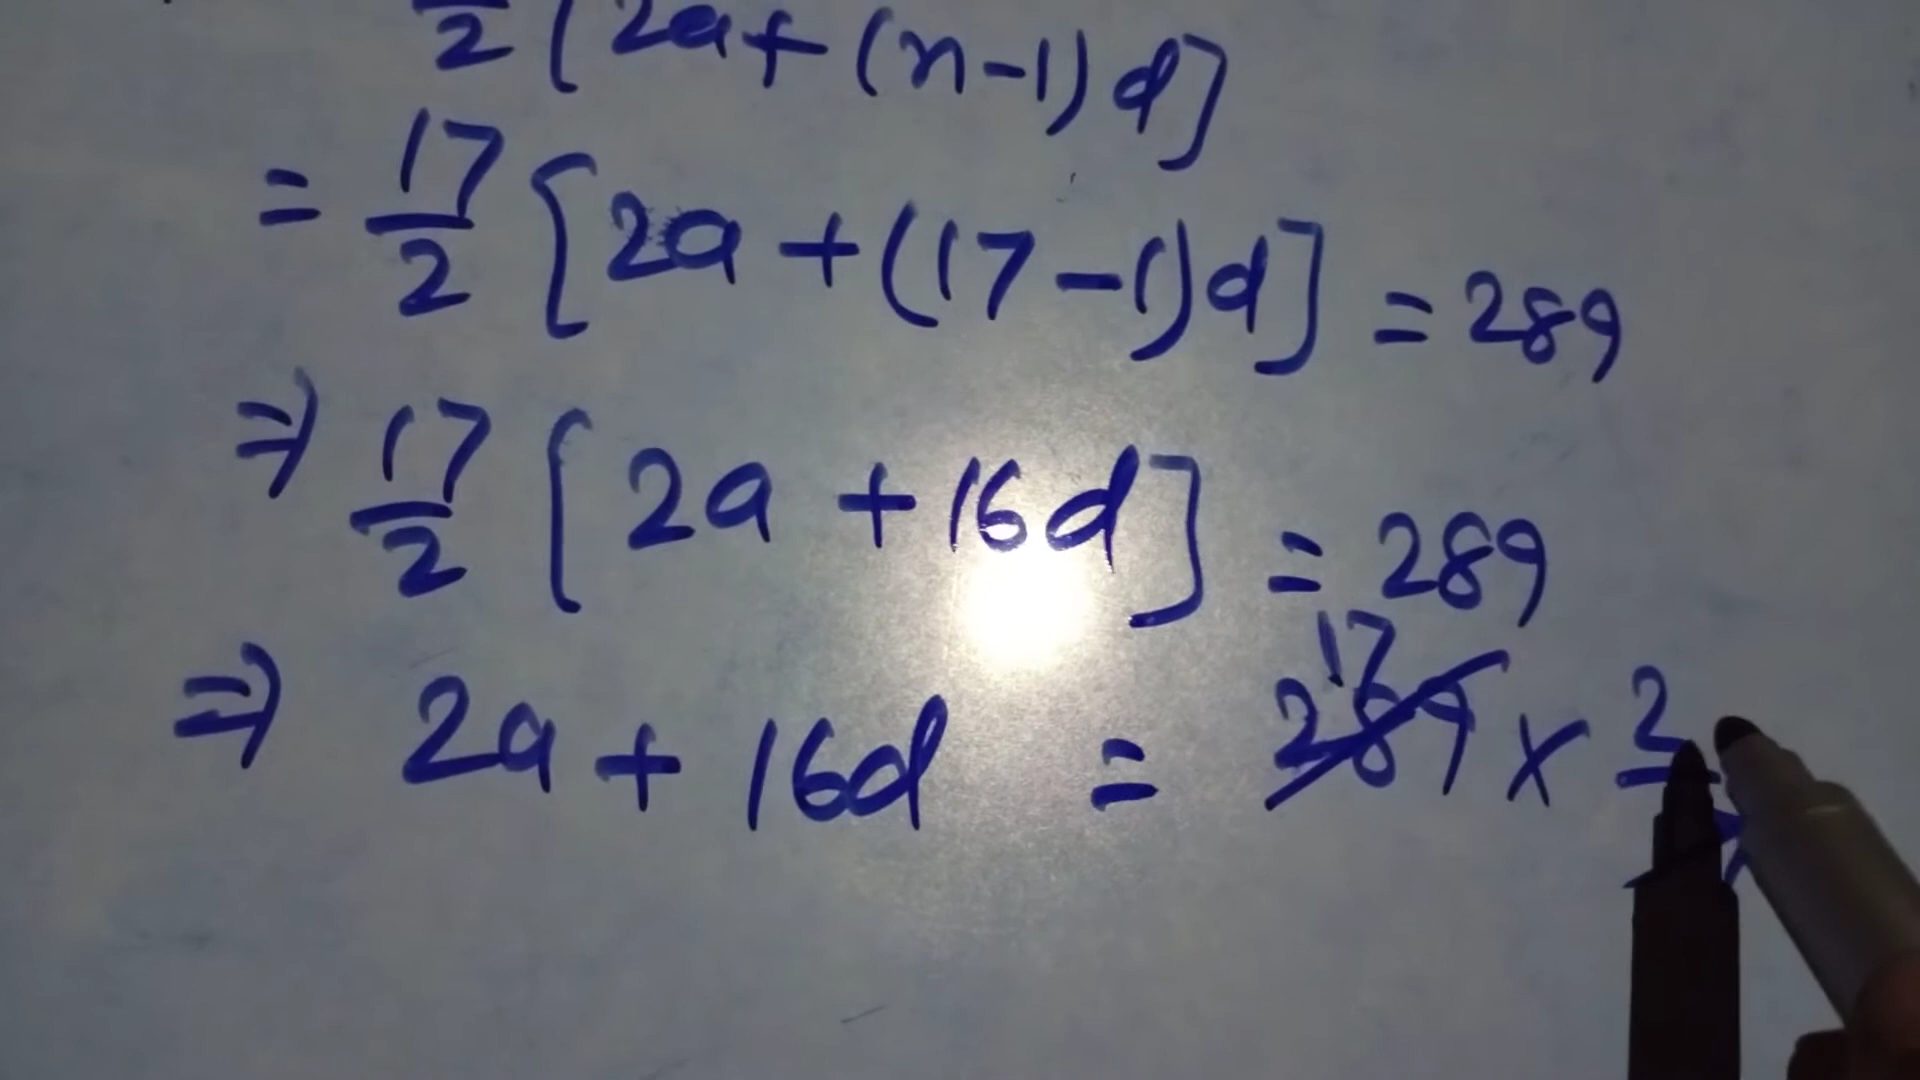 2 [2a + (n-1) d]
= 17/2 [2a + (17-1)d] = 289
⇒ 17/2 [2a + 16d] = 289
17
⇒ 2a + 16d = 289 × 2